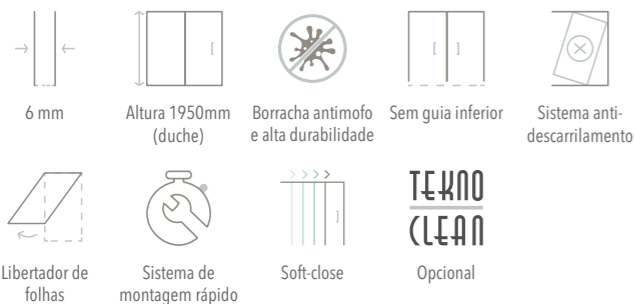 6 mm
Altura 1950mm
(duche)
Borracha antimofo
e alta durabilidade
Sem guia inferior
Sistema anti-
descarrilamento
Libertador de
folhas
Sistema de
montagem rápido
Soft-close
TEKNO
CLEAN
Opcional